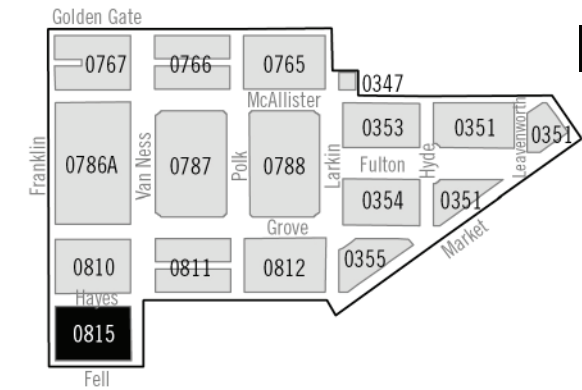 Golden Gate
0767
0766
0765
0347
McAllister
0353
0351
0351
Leavenworth
Franklin
0786A
Van Ness
0787
Polk
0788
Larkin
Fulton
Hyde
0354
0351
Market
Grove
0810
0811
0812
0355
Hayes
0815
Fell